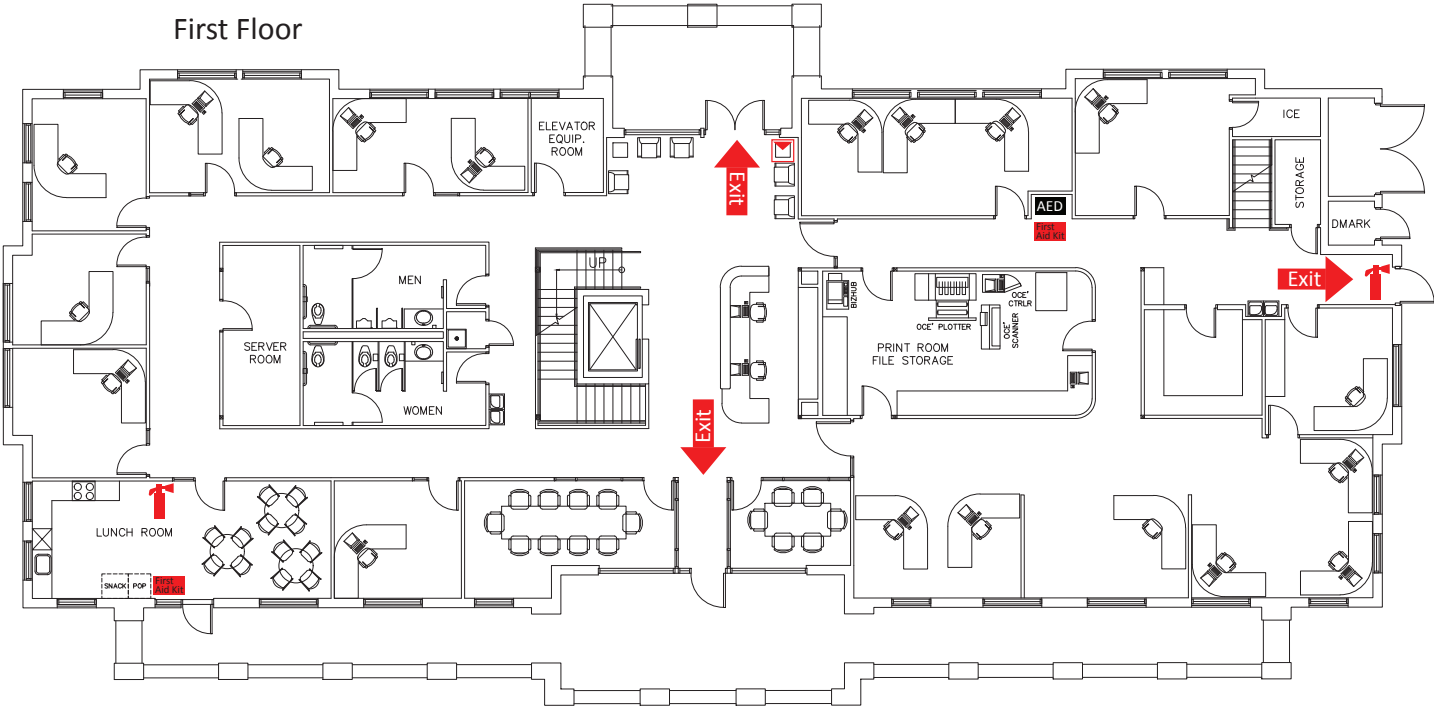 First Floor
ELEVATOR
EQUIP.
ROOM
Exit
ICE
STORAGE
AED
First
Aid Kit
DMARK
UP
MEN
Exit
BIZHUB
OCE' PLOTTER
OCE'
CTRLR
OCE'
SCANNER
SERVER
ROOM
PRINT ROOM
FILE STORAGE
WOMEN
Exit
LUNCH ROOM
SNACK
POP
First
Aid Kit